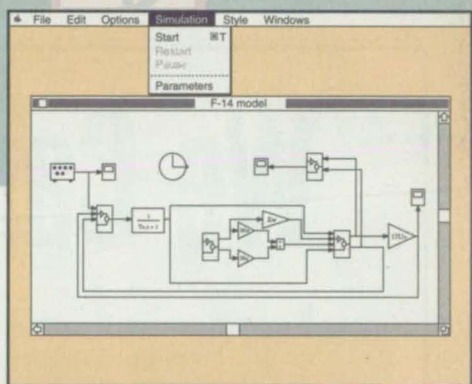 File Edit Options Simulation Style Windows
Start ⌘T
Restart
Pause
Parameters
F-14 model